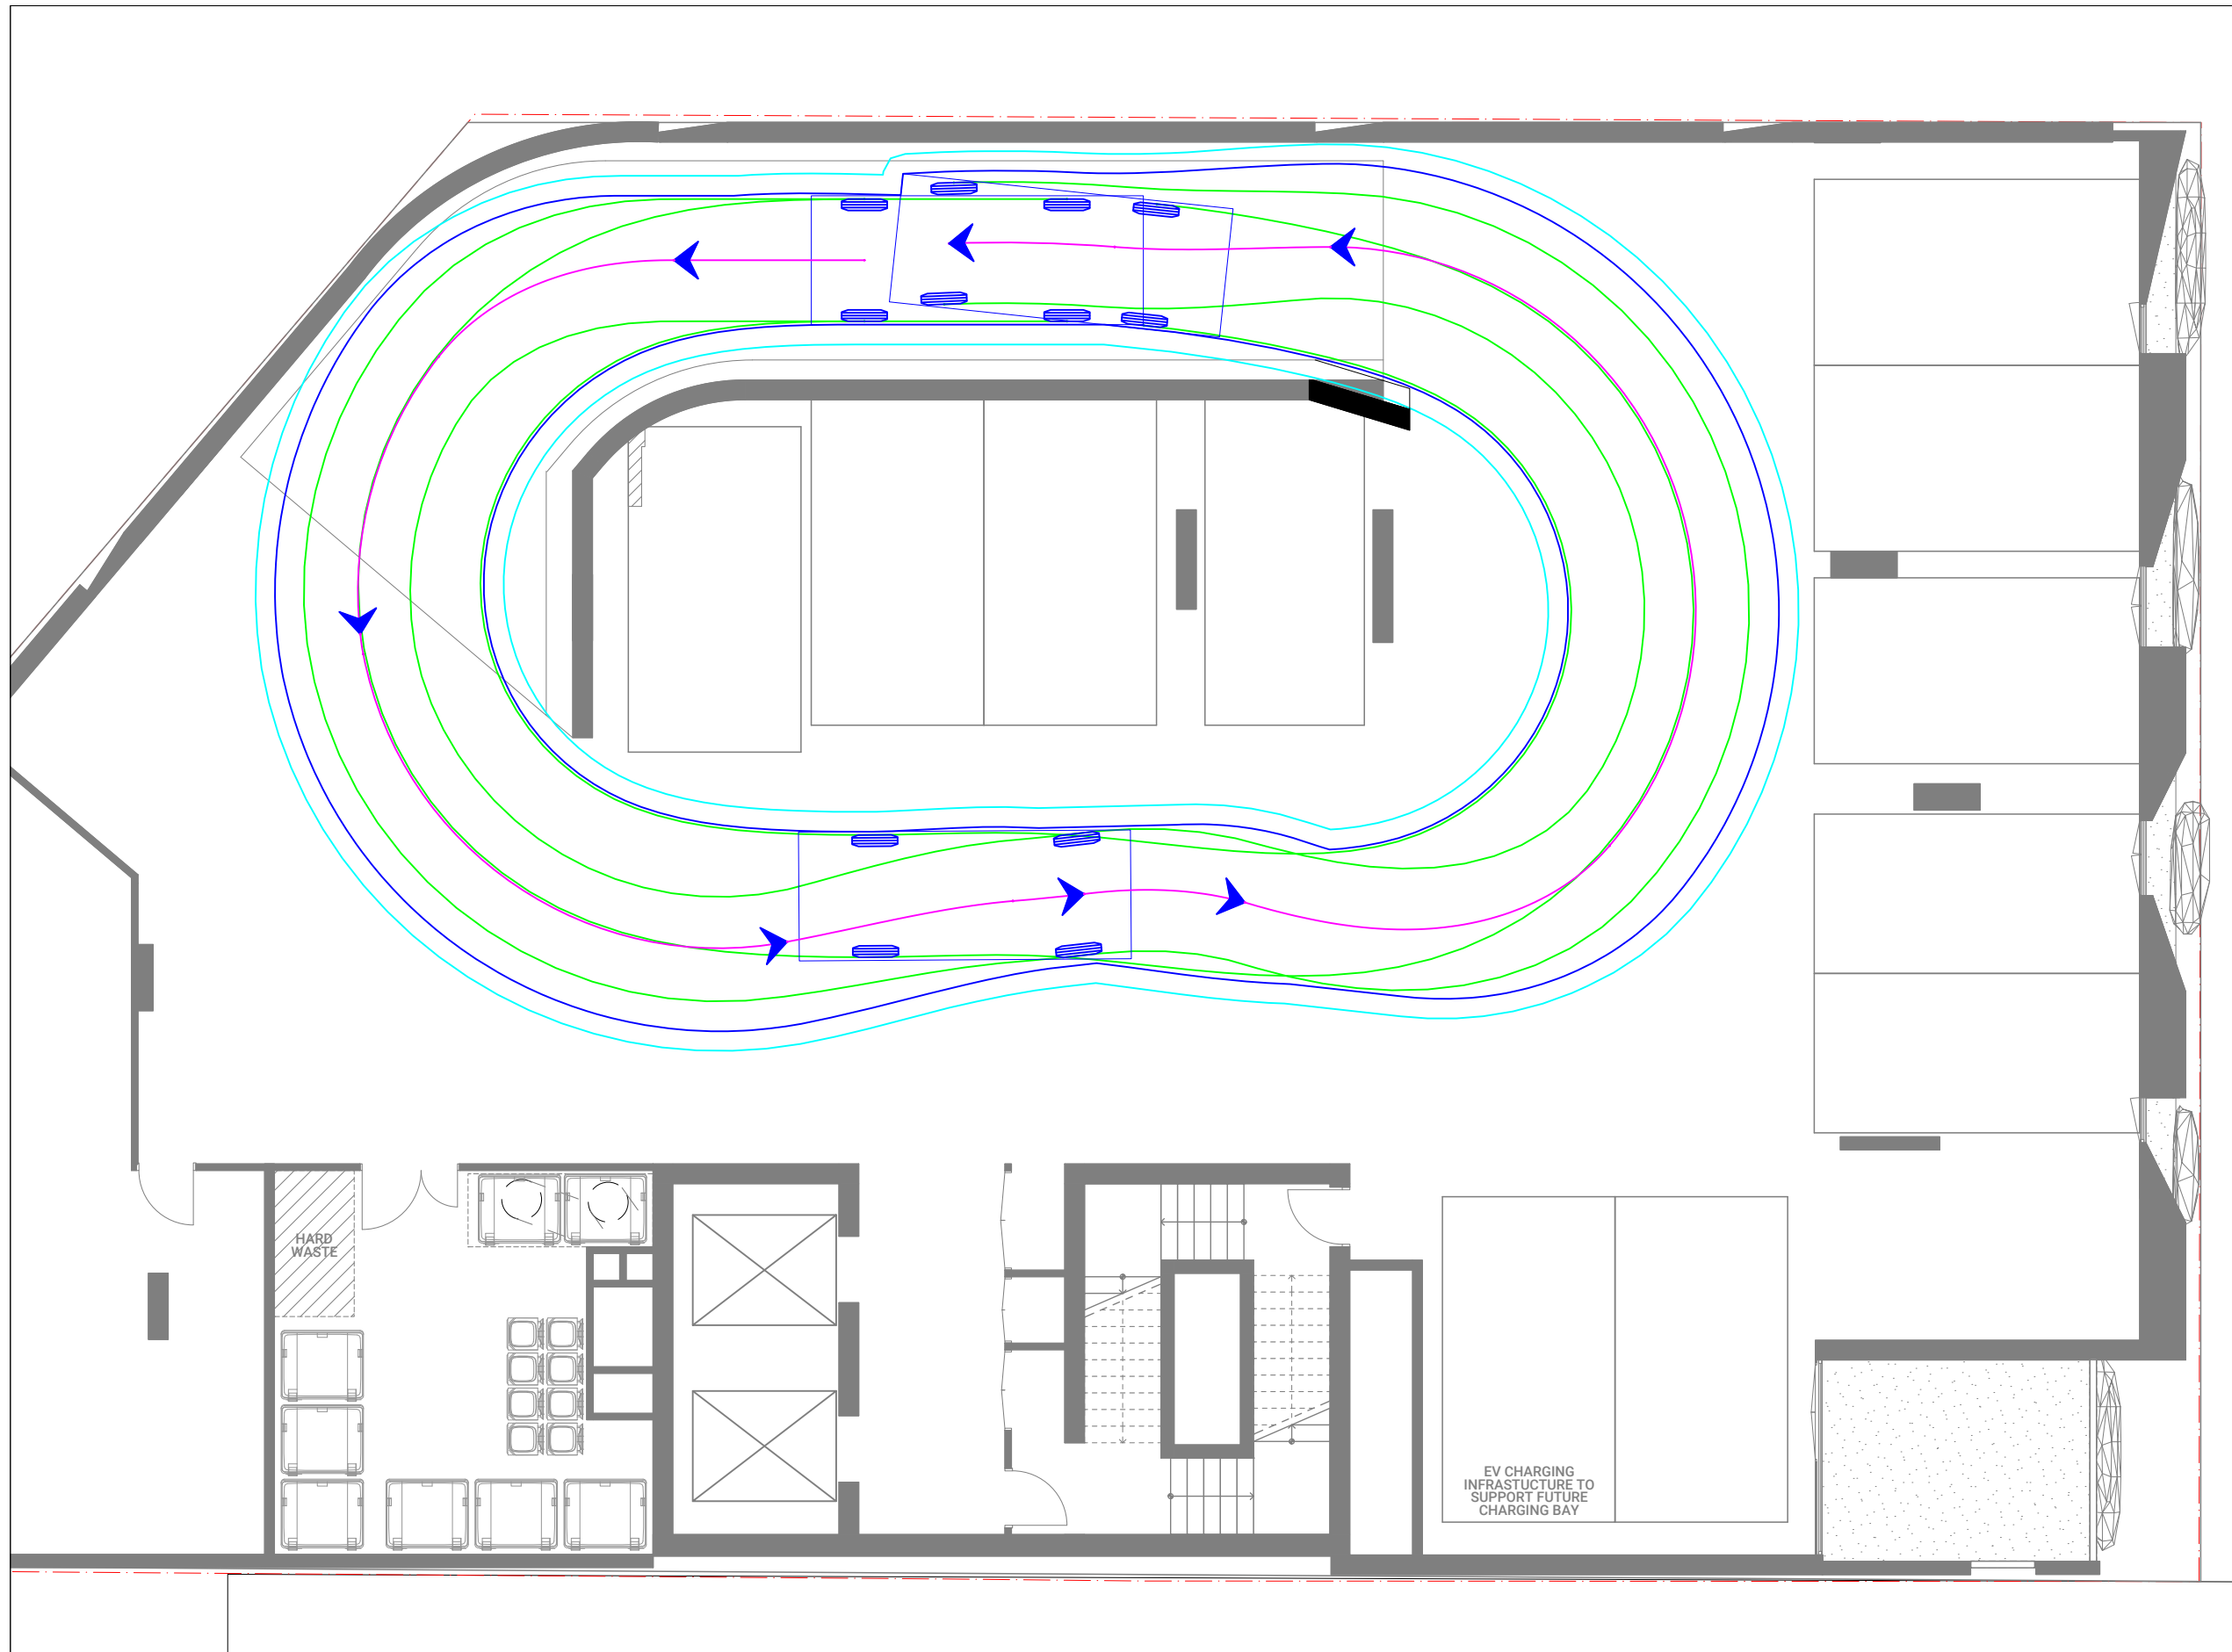 HARD
WASTE
EV CHARGING
INFRASTUCTURE TO
SUPPORT FUTURE
CHARGING BAY